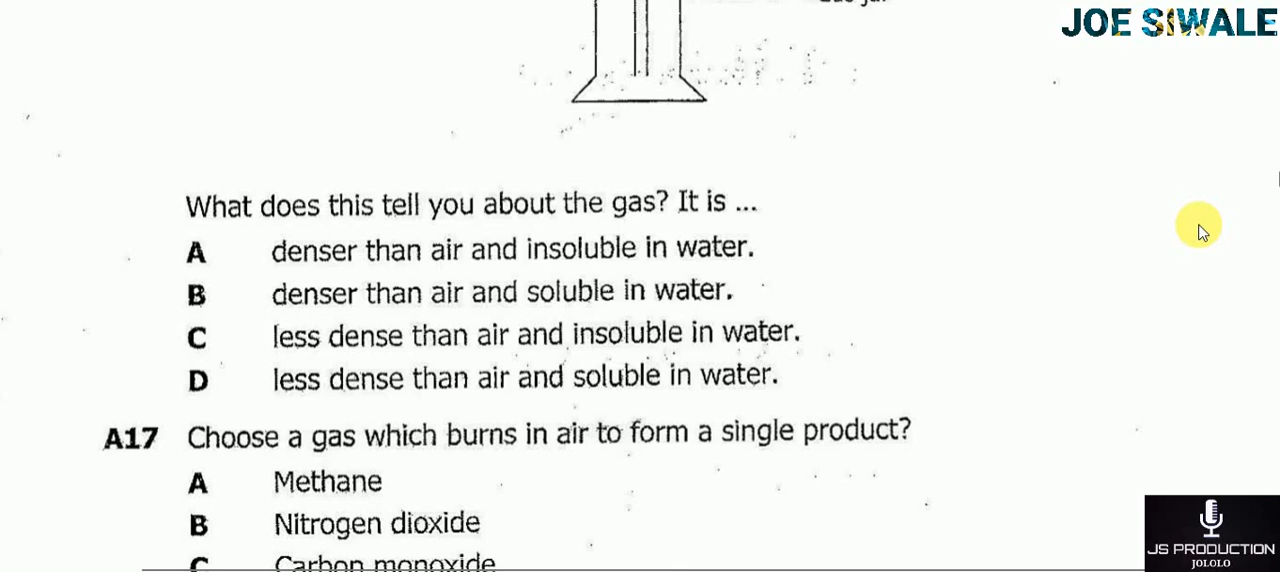 JOE SIWALE
What does this tell you about the gas? It is ...
A denser than air and insoluble in water.
B denser than air and soluble in water.
C less dense than air and insoluble in water.
D less dense than air and soluble in water.
A17 Choose a gas which burns in air to form a single product?
A Methane
B Nitrogen dioxide
C Carbon monoxide
JS PRODUCTION
JOLOLO